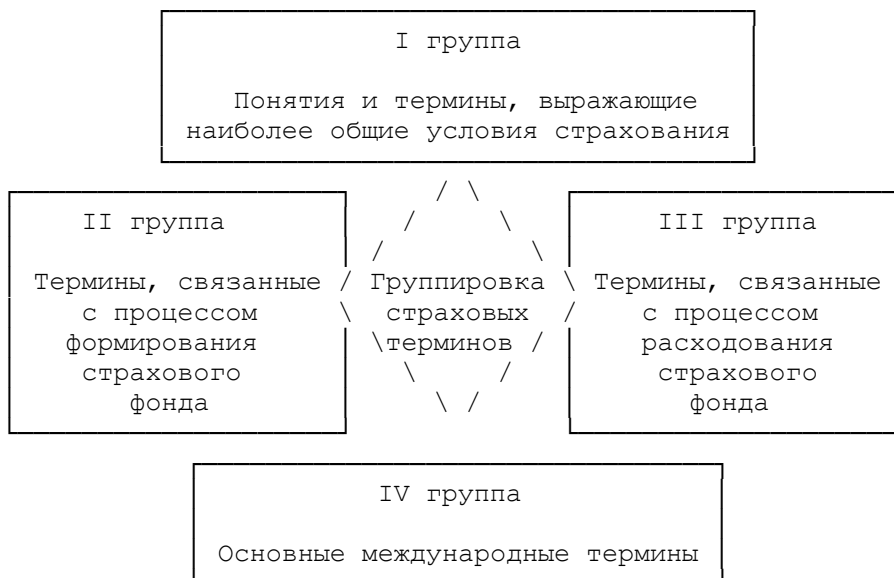 I группа
Понятия и термины, выражающие
наиболее общие условия страхования
II группа
Термины, связанные
с процессом
формирования
страхового
фонда
Группировка
страховых
терминов
III группа
Термины, связанные
с процессом
расходования
страхового
фонда
IV группа
Основные международные термины